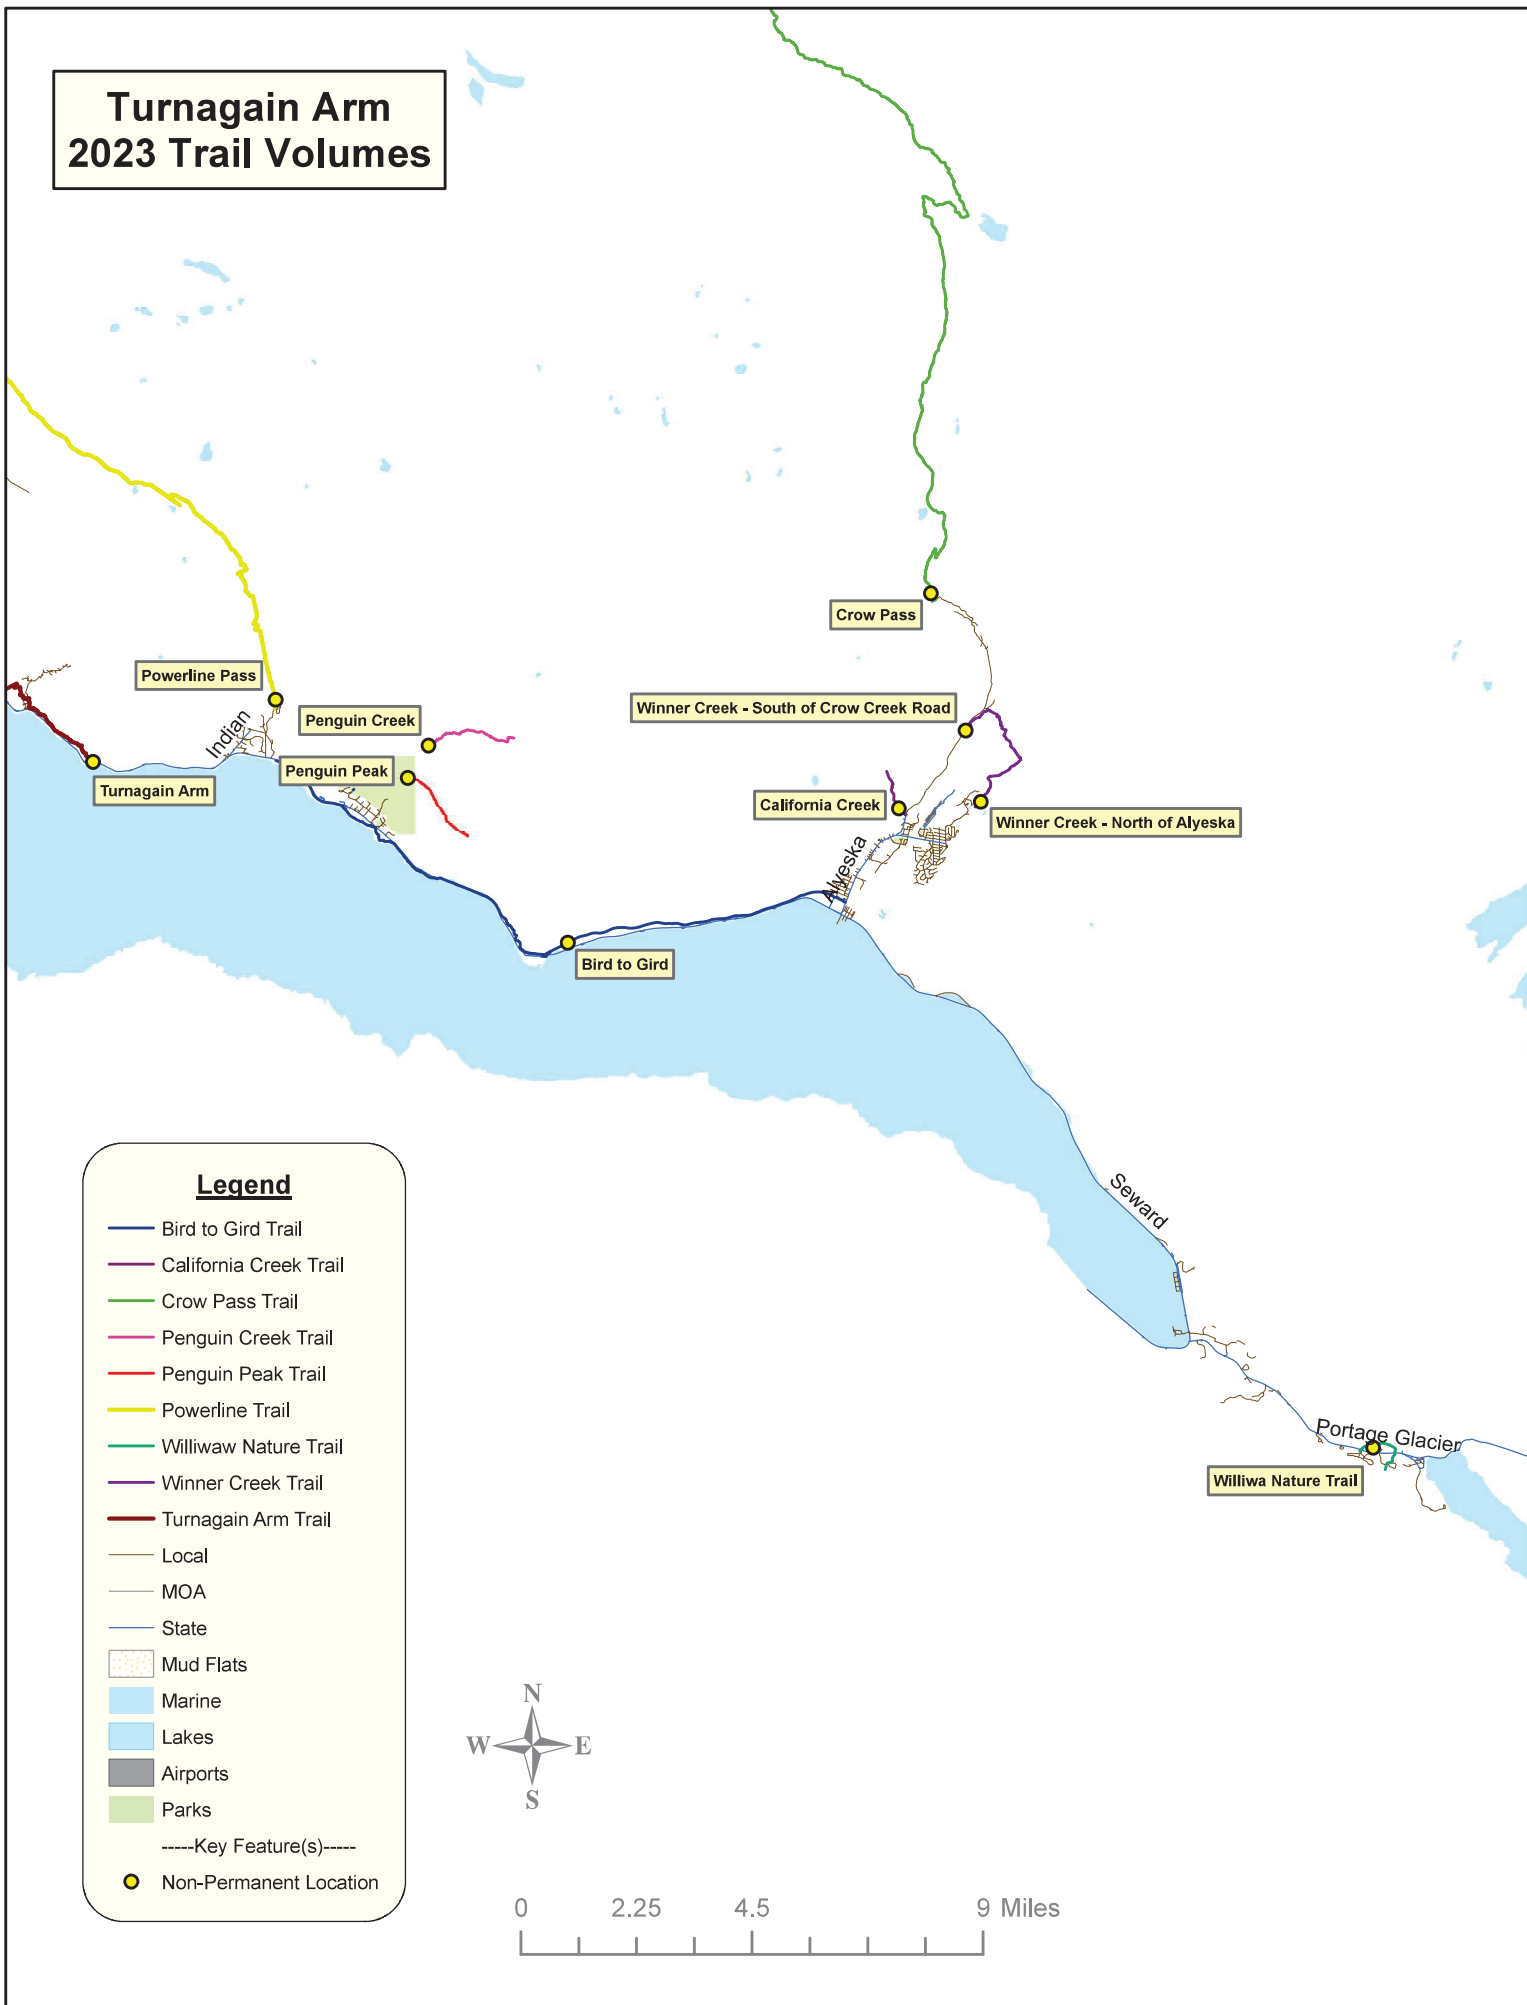 Turnagain Arm
2023 Trail Volumes
Crow Pass
Powerline Pass
Winner Creek - South of Crow Creek Road
Penguin Creek
Indian
Penguin Peak
Turnagain Arm
California Creek
Winner Creek - North of Alyeska
Alyeska
Bird to Gird
Seward
Portage Glacier
Williwa Nature Trail
Legend
Bird to Gird Trail
California Creek Trail
Crow Pass Trail
Penguin Creek Trail
Penguin Peak Trail
Powerline Trail
Williwaw Nature Trail
Winner Creek Trail
Turnagain Arm Trail
Local
MOA
State
Mud Flats
Marine
Lakes
Airports
Parks
-----Key Feature(s)-----
Non-Permanent Location
N
W E
S
0 2.25 4.5 9 Miles